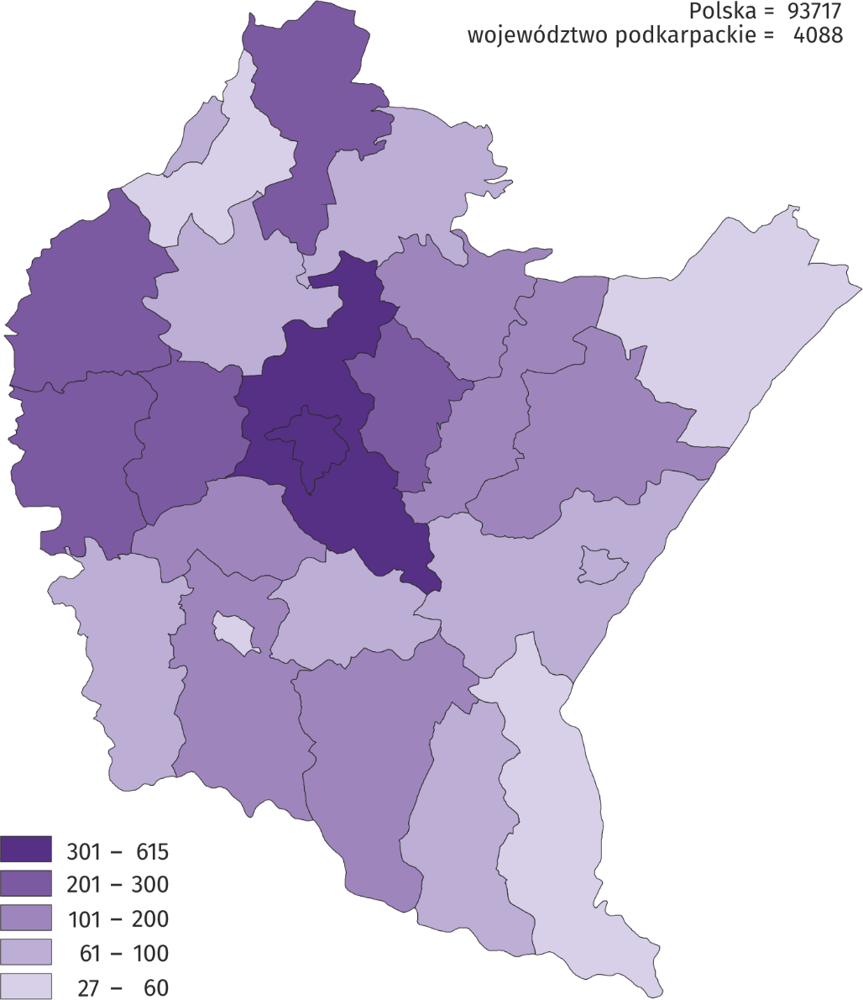 Polska = 93717
województwo podkarpackie = 4088
301 – 615
201 – 300
101 – 200
61 – 100
27 – 60